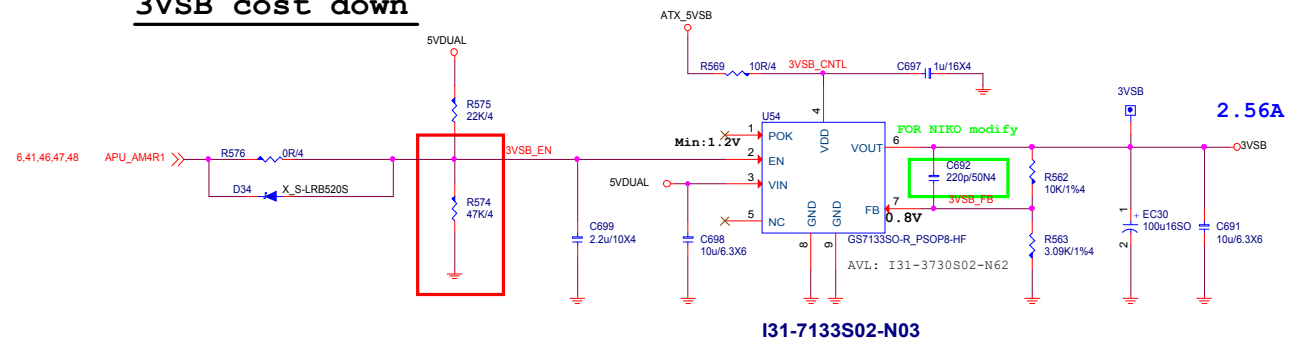 3VSB cost down
ATX_5VSB
5VDUAL
R569
10R/4
3VSB_CNTL
C697
1u/16X4
R575
22K/4
3VSB
2.56A
U54
4
FOR NIKO modify
Min:1.2V
1
POK
VDD
VOUT
6
3VSB
6,41,46,47,48
APU_AM4R1
R576
0R/4
3VSB_EN
2
EN
C692
220p/50N4
R562
10K/1%4
D34
X_S-LRB520S
5VDUAL
3
VIN
R574
47K/4
3VSB_FB
7
FB
0.8V
5
NC
GND
GND
1
+
EC30
100u16SO
2
C691
10u/6.3X6
C699
2.2u/10X4
C698
10u/6.3X6
8
9
GS7133SO-R_PSOP8-HF
R563
3.09K/1%4
AVL: I31-3730S02-N62
I31-7133S02-N03